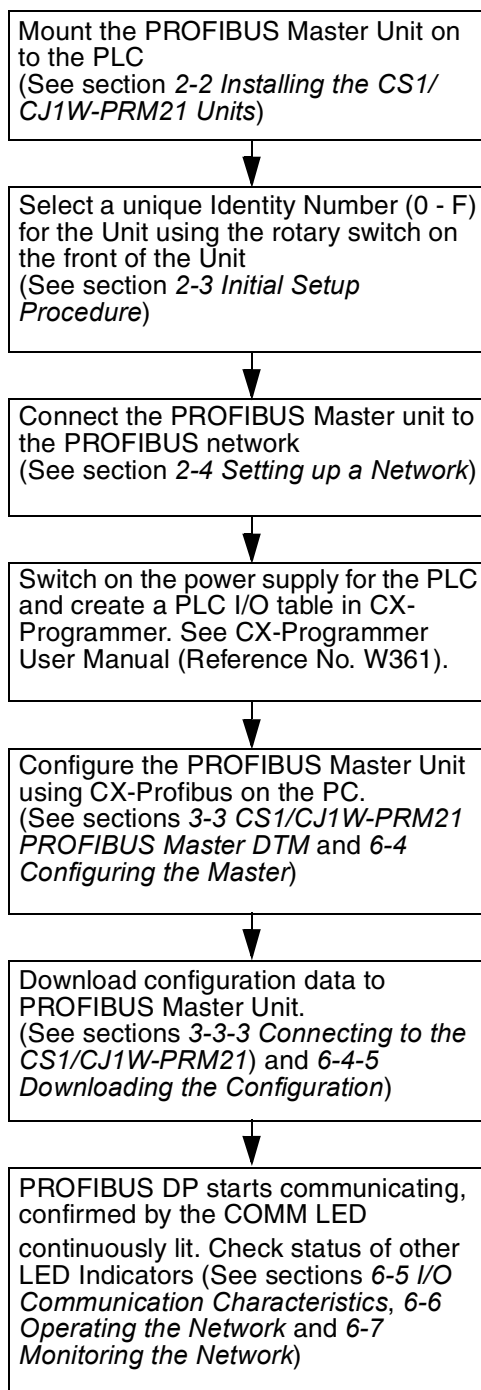 Mount the PROFIBUS Master Unit on
to the PLC
(See section 2-2 Installing the CS1/
CJ1W-PRM21 Units)
Select a unique Identity Number (0 - F)
for the Unit using the rotary switch on
the front of the Unit
(See section 2-3 Initial Setup
Procedure)
Connect the PROFIBUS Master unit to
the PROFIBUS network
(See section 2-4 Setting up a Network)
Switch on the power supply for the PLC
and create a PLC I/O table in CX-
Programmer. See CX-Programmer
User Manual (Reference No. W361).
Configure the PROFIBUS Master Unit
using CX-Profibus on the PC.
(See sections 3-3 CS1/CJ1W-PRM21
PROFIBUS Master DTM and 6-4
Configuring the Master)
Download configuration data to
PROFIBUS Master Unit.
(See sections 3-3-3 Connecting to the
CS1/CJ1W-PRM21) and 6-4-5
Downloading the Configuration)
PROFIBUS DP starts communicating,
confirmed by the COMM LED
continuously lit. Check status of other
LED Indicators (See sections 6-5 I/O
Communication Characteristics, 6-6
Operating the Network and 6-7
Monitoring the Network)